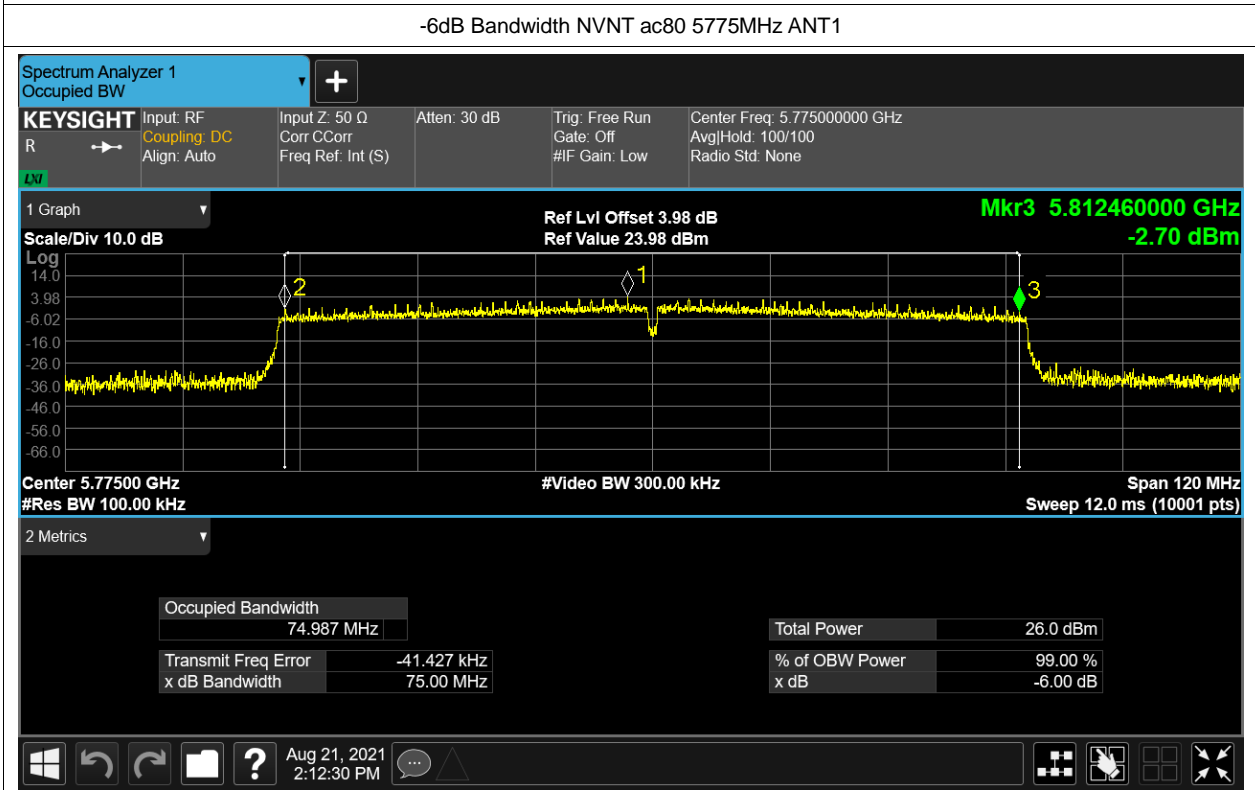 -6dB Bandwidth NVNT ac80 5775MHz ANT1
Spectrum Analyzer 1
Occupied BW
KEYSIGHT
R
LXI
Input: RF
Coupling: DC
Align: Auto
Input Z: 50 Ω
Corr CCorr
Freq Ref: Int (S)
Atten: 30 dB
Trig: Free Run
Gate: Off
#IF Gain: Low
Center Freq: 5.775000000 GHz
Avg|Hold: 100/100
Radio Std: None
1 Graph
Scale/Div 10.0 dB
Ref Lvl Offset 3.98 dB
Ref Value 23.98 dBm
Mkr3 5.812460000 GHz
-2.70 dBm
Log
14.0
3.98
-6.02
-16.0
-26.0
-36.0
-46.0
-56.0
-66.0
2
1
3
Center 5.77500 GHz
#Video BW 300.00 kHz
Span 120 MHz
#Res BW 100.00 kHz
Sweep 12.0 ms (10001 pts)
2 Metrics
Occupied Bandwidth
74.987 MHz
Transmit Freq Error -41.427 kHz
x dB Bandwidth 75.00 MHz
Total Power 26.0 dBm
% of OBW Power 99.00 %
x dB -6.00 dB
?
Aug 21, 2021
2:12:30 PM